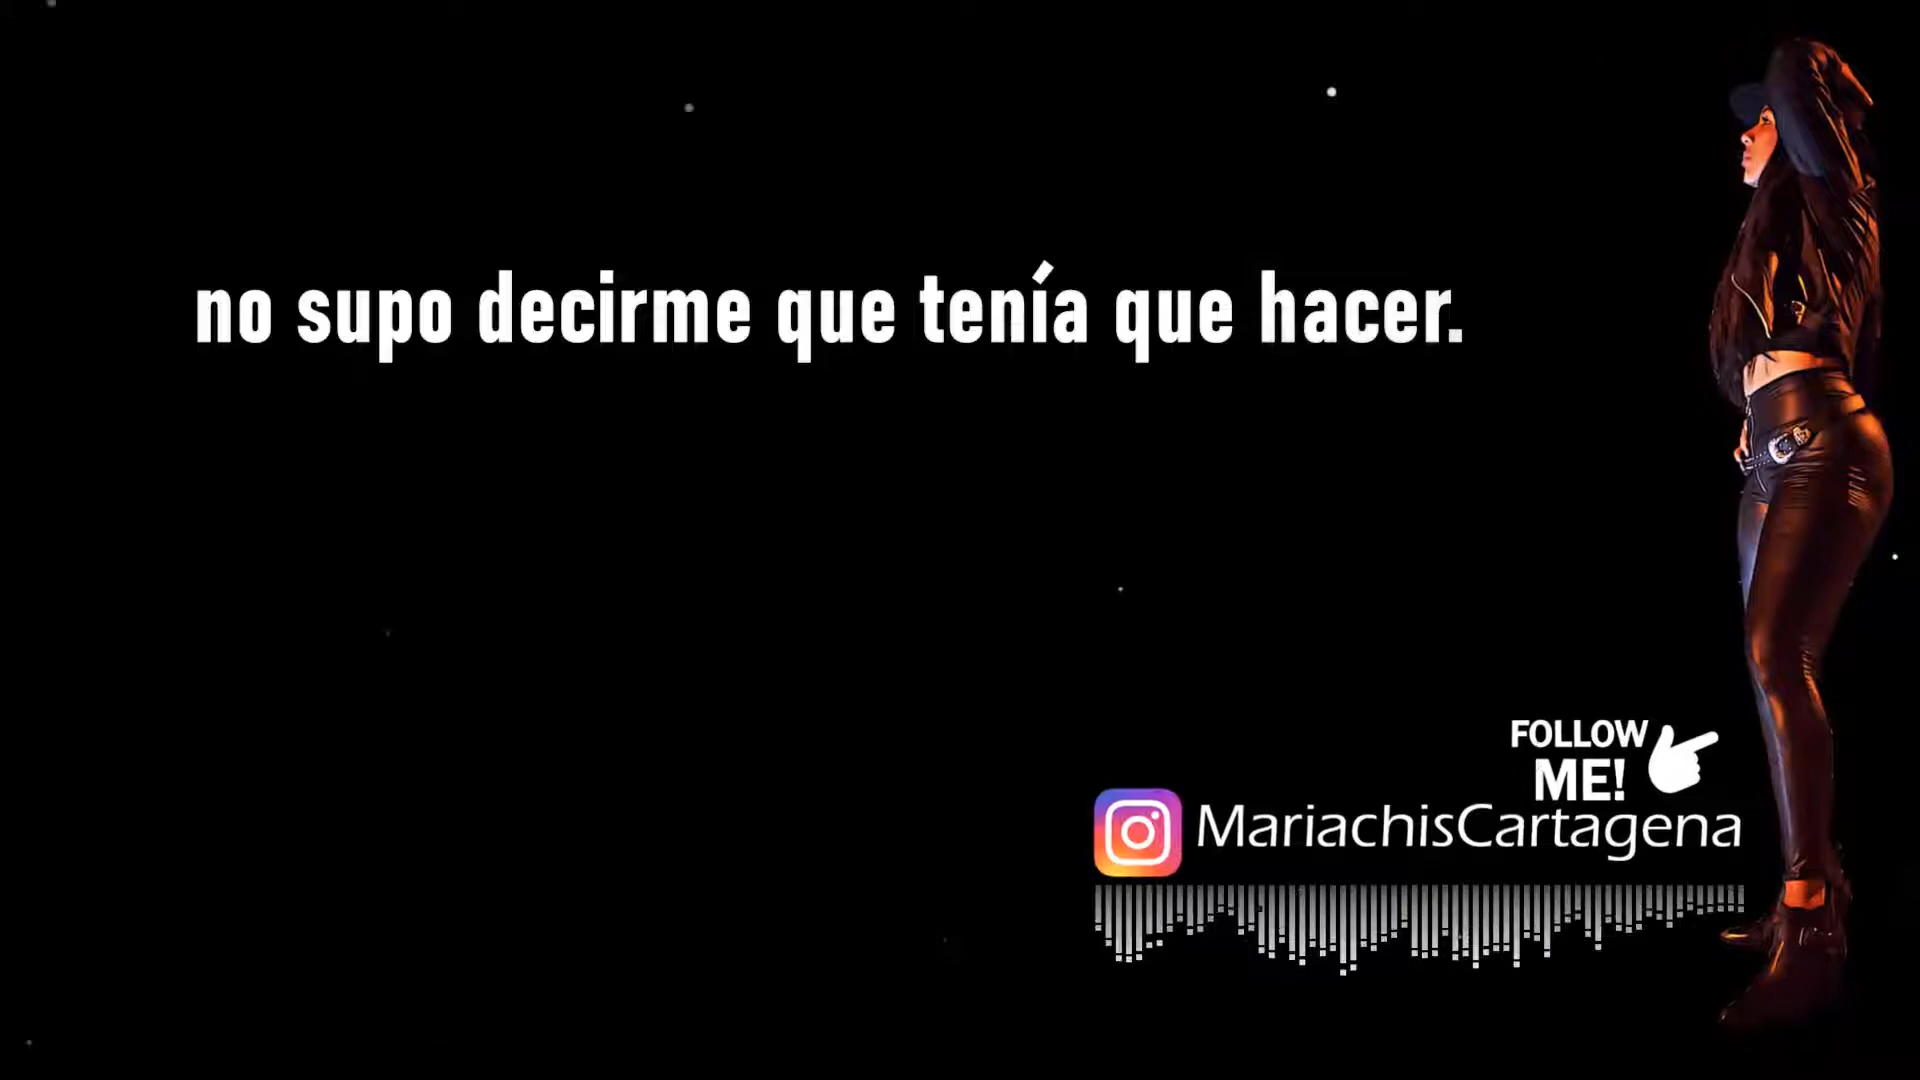 no supo decirme que tenía que hacer.
FOLLOW
ME!
MariachisCartagena